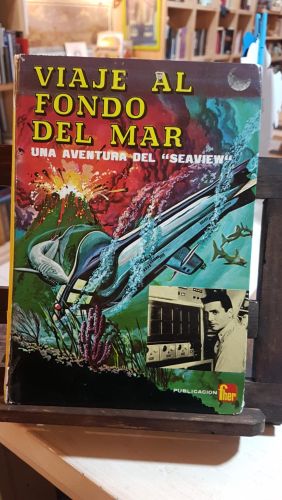 VIAJE AL
FONDO
DEL MAR
UNA AVENTURA DEL "SEAVIEW"
PUBLICACION fher